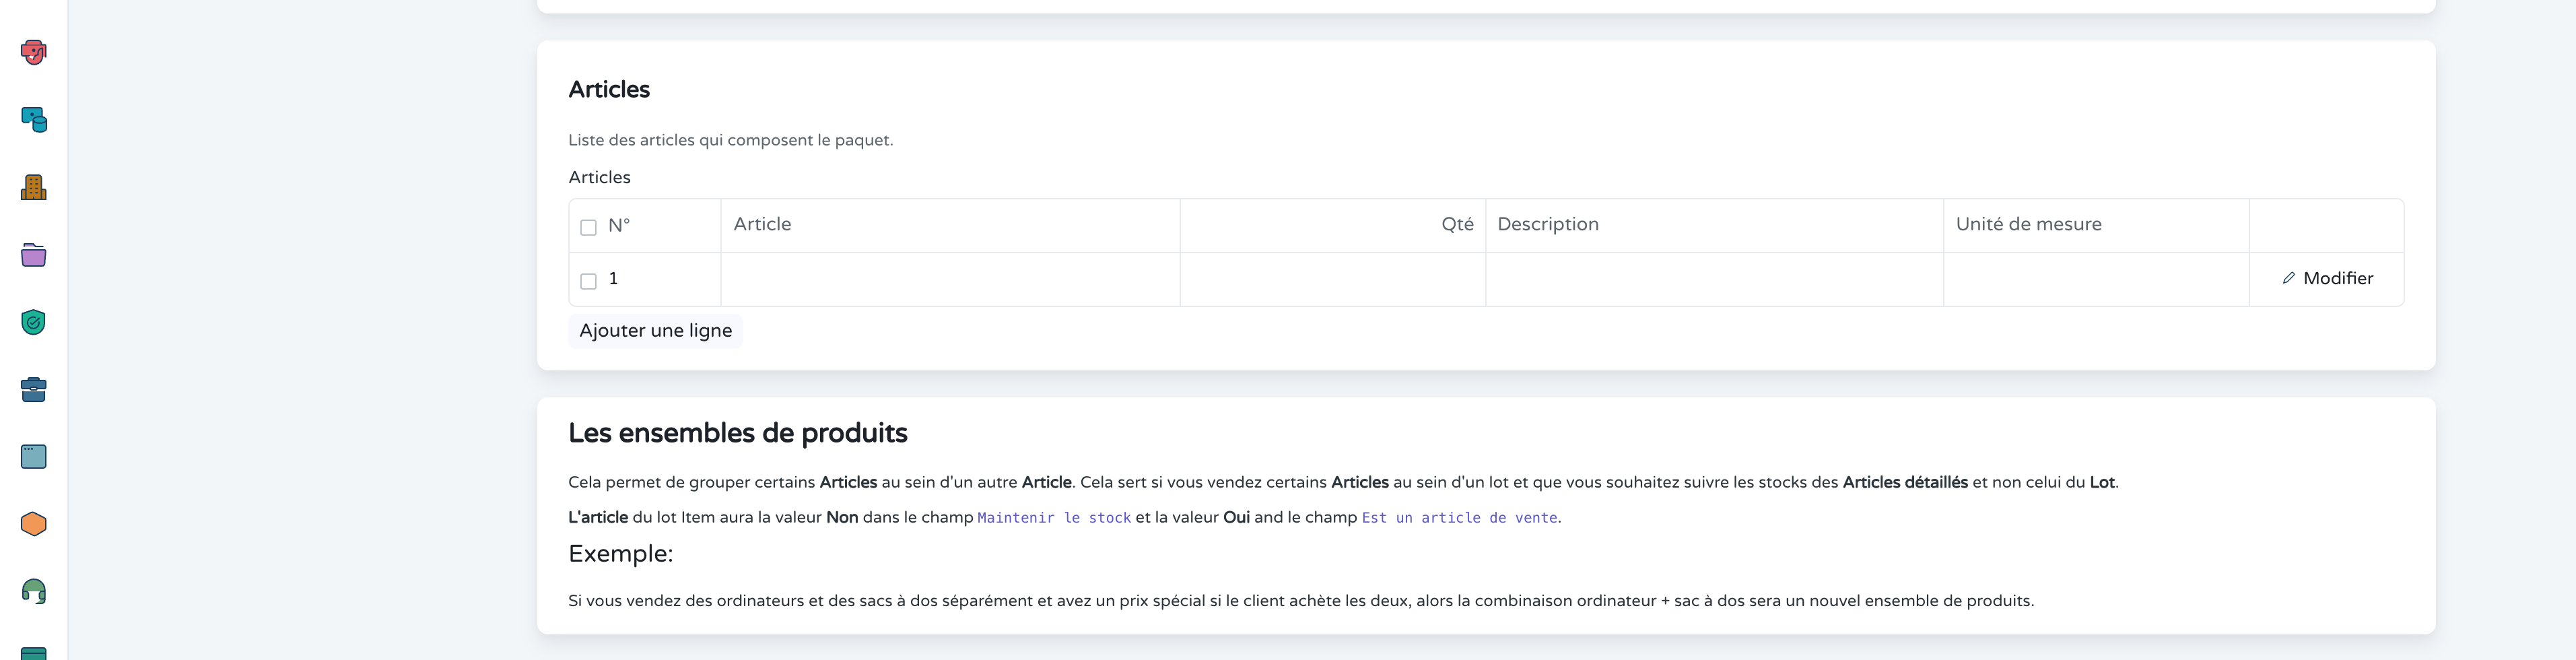 Articles
Liste des articles qui composent le paquet.
Articles
N° Article Qté Description Unité de mesure
1 Modifier
Ajouter une ligne
Les ensembles de produits
Cela permet de grouper certains Articles au sein d'un autre Article. Cela sert si vous vendez certains Articles au sein d'un lot et que vous souhaitez suivre les stocks des Articles détaillés et non celui du Lot.
L'article du lot Item aura la valeur Non dans le champ Maintenir le stock et la valeur Oui and le champ Est un article de vente.
Exemple:
Si vous vendez des ordinateurs et des sacs à dos séparément et avez un prix spécial si le client achète les deux, alors la combinaison ordinateur + sac à dos sera un nouvel ensemble de produits.